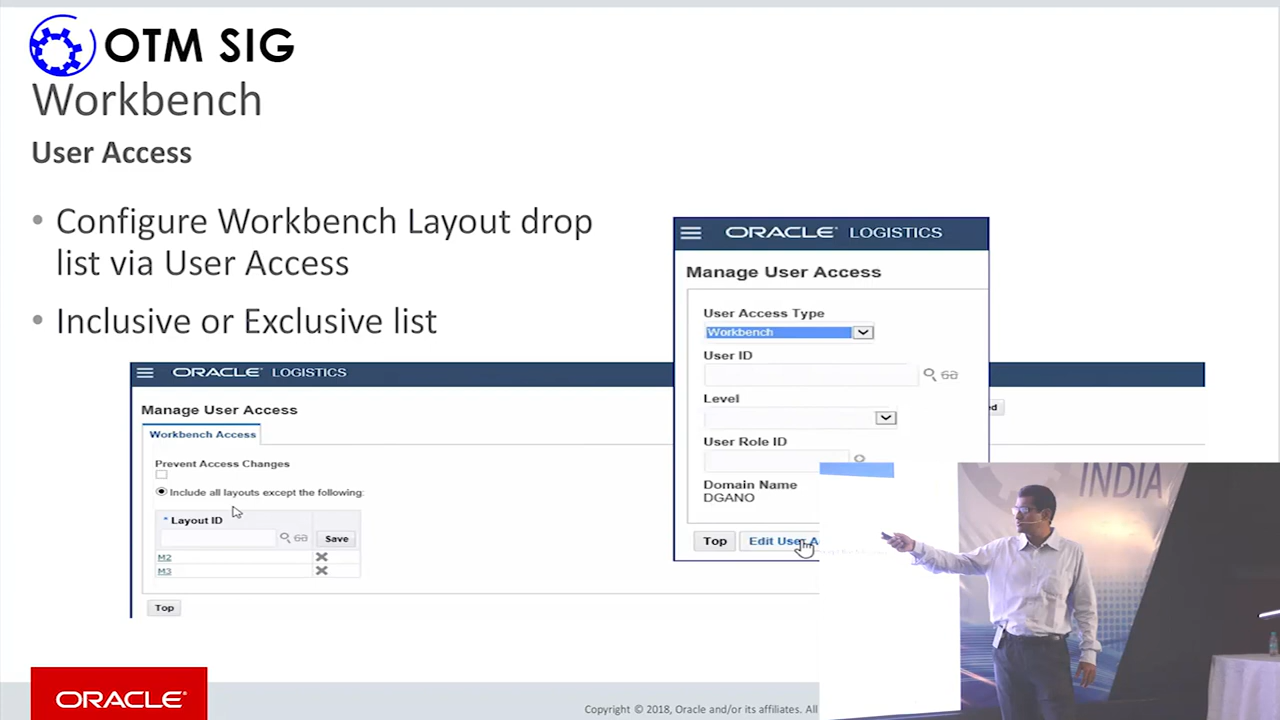 OTM SIG
Workbench
User Access
• Configure Workbench Layout drop
list via User Access
• Inclusive or Exclusive list
ORACLE® LOGISTICS
Manage User Access
Workbench Access
Prevent Access Changes
Include all layouts except the following:
* Layout ID
Save
M2
M3
Top
ORACLE® LOGISTICS
Manage User Access
User Access Type
Workbench
User ID
Level
User Role ID
Domain Name
DGANO
Top
Edit User A
ed
INDIA
ORACLE®
Copyright © 2018, Oracle and/or its affiliates. All